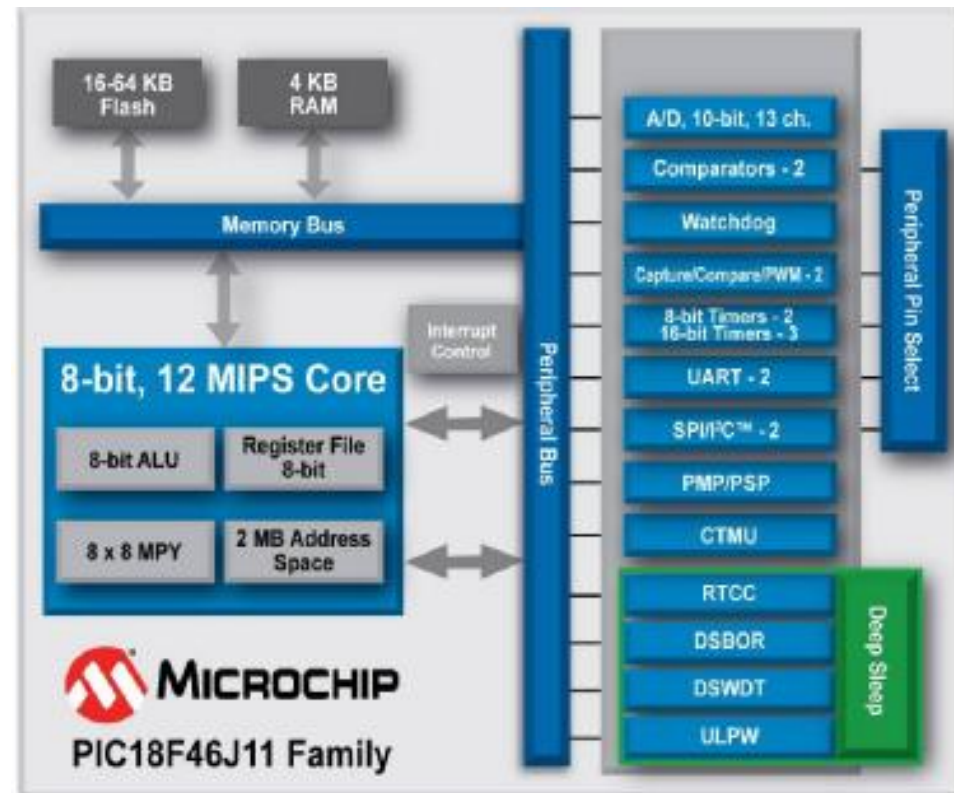 16-64 KB
Flash
4 KB
RAM
Memory Bus
Interrupt
Control
8-bit, 12 MIPS Core
8-bit ALU
Register File
8-bit
8 x 8 MPY
2 MB Address
Space
MICROCHIP
PIC18F46J11 Family
Peripheral Bus
A/D, 10-bit, 13 ch.
Comparators - 2
Watchdog
Capture/Compare/PWM - 2
8-bit Timers - 2
16-bit Timers - 3
UART - 2
SPI/I²C™ - 2
PMP/PSP
CTMU
RTCC
DSBOR
DSWDT
ULPW
Deep Sleep
Peripheral Pin Select